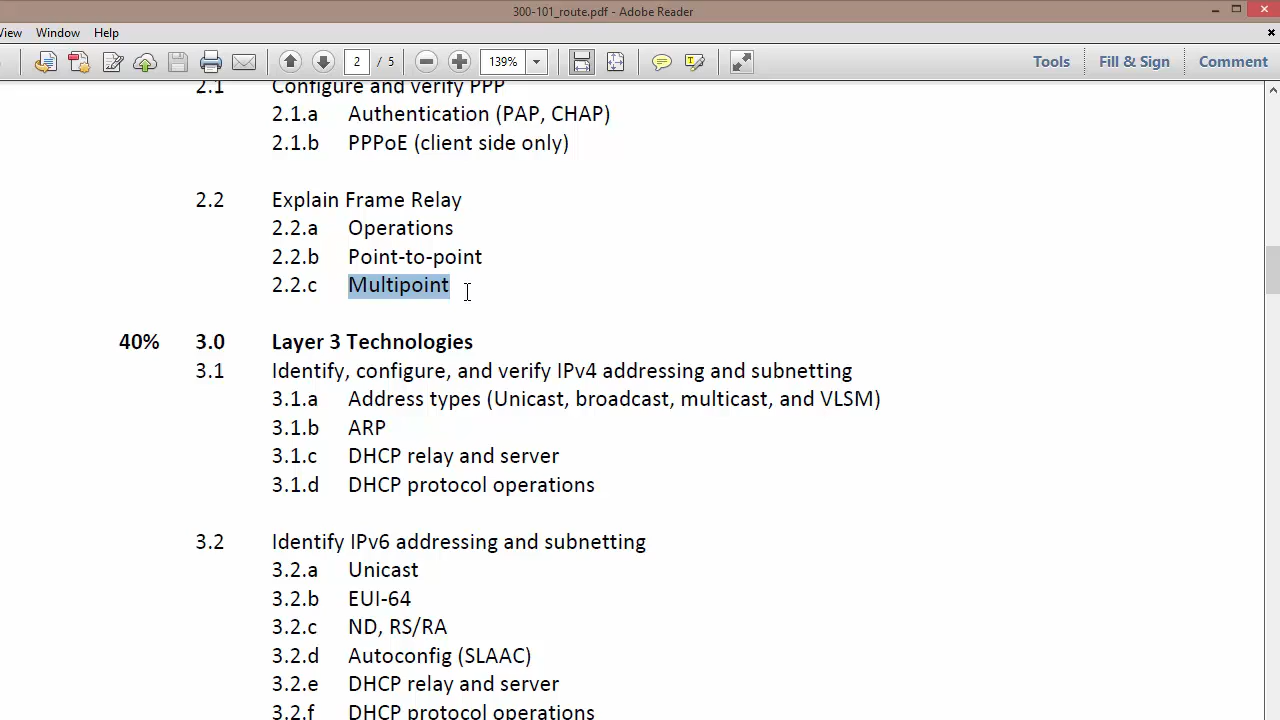 300-101_route.pdf - Adobe Reader
View Window Help
2 / 5 139% Tools Fill & Sign Comment
2.1 Configure and verify PPP
2.1.a Authentication (PAP, CHAP)
2.1.b PPPoE (client side only)
2.2 Explain Frame Relay
2.2.a Operations
2.2.b Point-to-point
2.2.c Multipoint
40% 3.0 Layer 3 Technologies
3.1 Identify, configure, and verify IPv4 addressing and subnetting
3.1.a Address types (Unicast, broadcast, multicast, and VLSM)
3.1.b ARP
3.1.c DHCP relay and server
3.1.d DHCP protocol operations
3.2 Identify IPv6 addressing and subnetting
3.2.a Unicast
3.2.b EUI-64
3.2.c ND, RS/RA
3.2.d Autoconfig (SLAAC)
3.2.e DHCP relay and server
3.2.f DHCP protocol operations